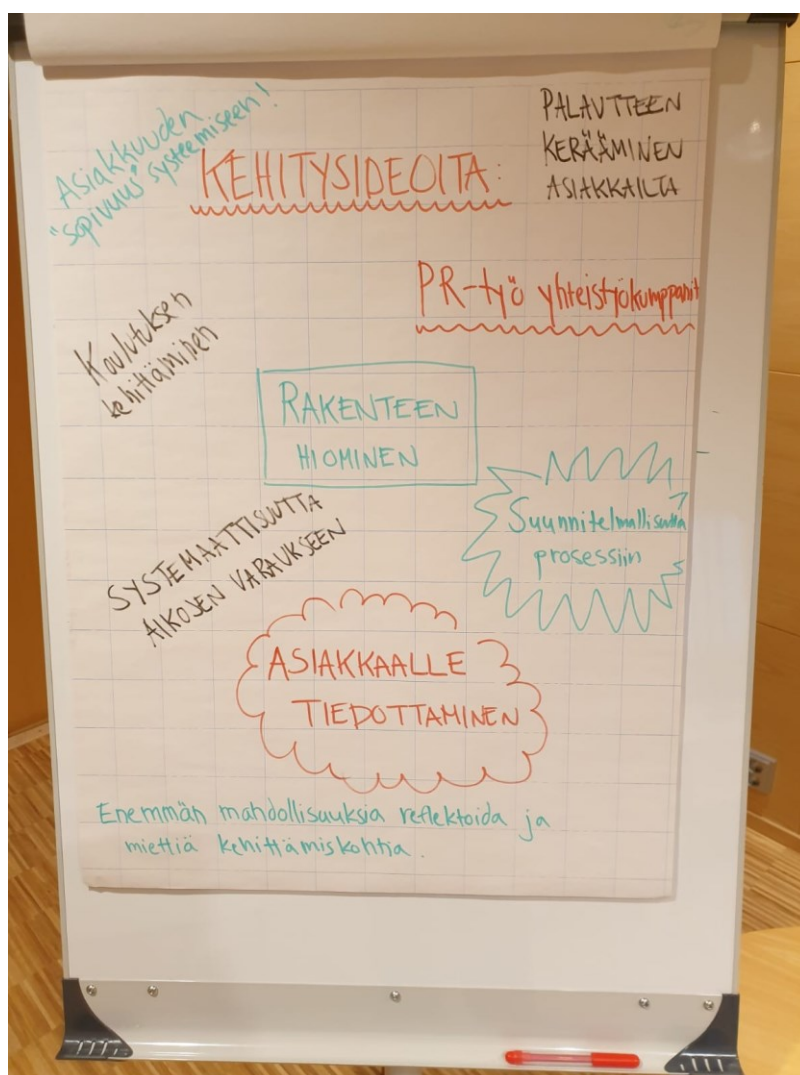 Asiakkuuden
"sopivuus" systeemiseen!
KEHITYSIDEOITA:
PALAUTTEEN
KERÄÄMINEN
ASIAKKAILTA
PR-työ yhteistyökumppanit
Koulutuksen
kehittäminen
RAKENTEEN
HIOMINEN
Suunnitelmallisuutta
prosessiin
SYSTEMAATTISUUTTA
AIKOJEN VARAUKSEEN
ASIAKKAALLE
TIEDOTTAMINEN
Enemmän mahdollisuuksia reflektoida ja
miettiä kehittämiskohtia.